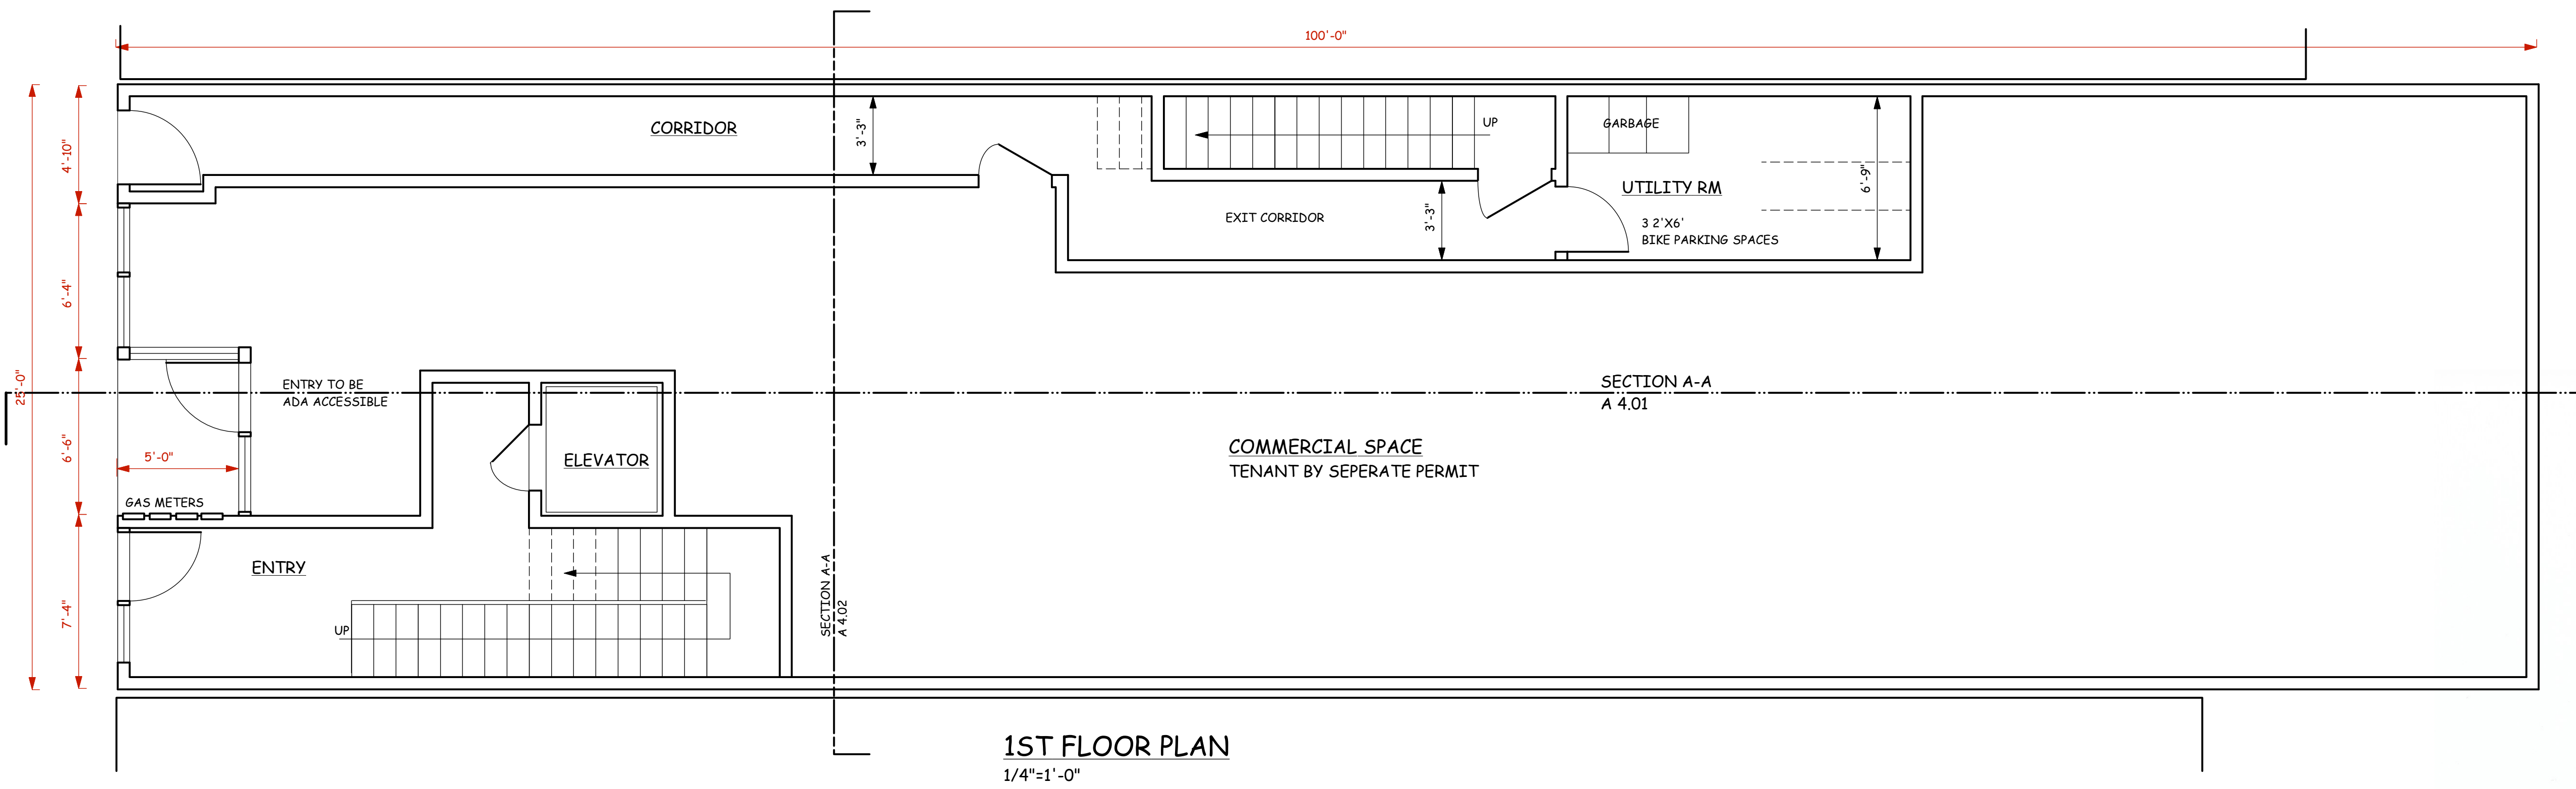 100'-0"
CORRIDOR
3'-3"
UP
GARBAGE
4'-10"
6'-9"
UTILITY RM
EXIT CORRIDOR
3'-3"
3 2'X6'
BIKE PARKING SPACES
6'-4"
25'-0"
ENTRY TO BE
ADA ACCESSIBLE
SECTION A-A
A 4.01
6'-6"
5'-0"
ELEVATOR
COMMERCIAL SPACE
TENANT BY SEPERATE PERMIT
GAS METERS
ENTRY
7'-4"
UP
SECTION A-A
A 4.02
1ST FLOOR PLAN
1/4"=1'-0"